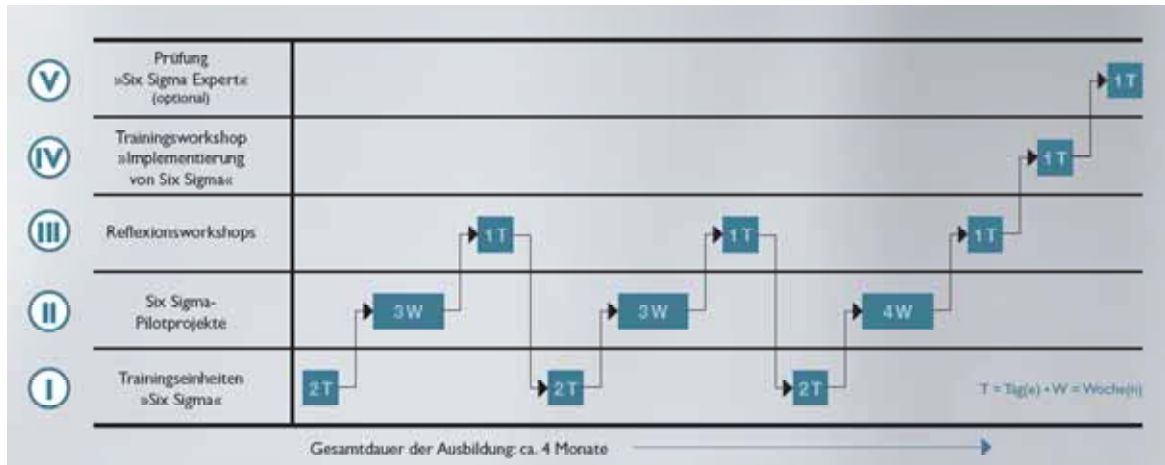 V
Prüfung
»Six Sigma Expert«
(optional)
1 T
IV
Trainingsworkshop
»Implementierung
von Six Sigma«
1 T
III
Reflexionsworkshops
1 T
1 T
1 T
II
Six Sigma-
Pilotprojekte
3 W
3 W
4 W
I
Trainingseinheiten
»Six Sigma«
2 T
2 T
2 T
T = Tag(e) • W = Woche(n)
Gesamtdauer der Ausbildung: ca. 4 Monate